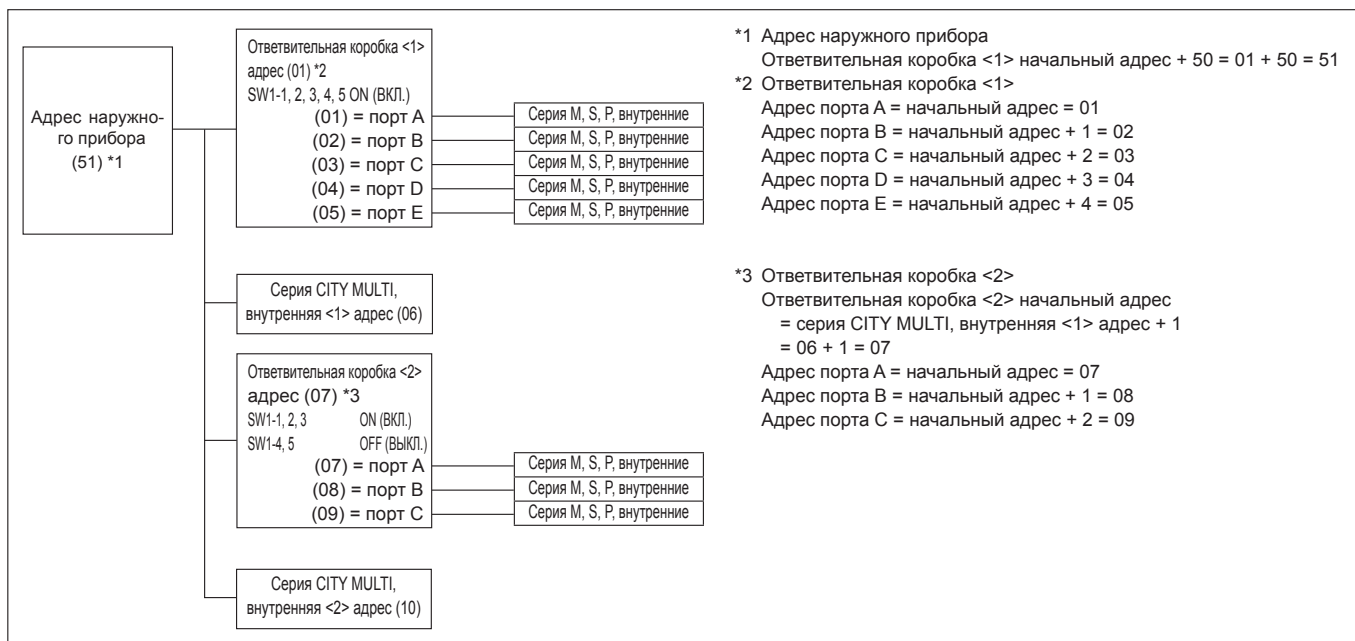 Адрес наружно-
го прибора
(51) *1
Ответвительная коробка <1>
адрес (01) *2
SW1-1, 2, 3, 4, 5 ON (ВКЛ.)
(01) = порт A
(02) = порт B
(03) = порт C
(04) = порт D
(05) = порт E
Серия M, S, P, внутренние
Серия M, S, P, внутренние
Серия M, S, P, внутренние
Серия M, S, P, внутренние
Серия M, S, P, внутренние
Серия CITY MULTI,
внутренняя <1> адрес (06)
Ответвительная коробка <2>
адрес (07) *3
SW1-1, 2, 3 ON (ВКЛ.)
SW1-4, 5 OFF (ВЫКЛ.)
(07) = порт A
(08) = порт B
(09) = порт C
Серия M, S, P, внутренние
Серия M, S, P, внутренние
Серия M, S, P, внутренние
Серия CITY MULTI,
внутренняя <2> адрес (10)
*1 Адрес наружного прибора
Ответвительная коробка <1> начальный адрес + 50 = 01 + 50 = 51
*2 Ответвительная коробка <1>
Адрес порта A = начальный адрес = 01
Адрес порта B = начальный адрес + 1 = 02
Адрес порта C = начальный адрес + 2 = 03
Адрес порта D = начальный адрес + 3 = 04
Адрес порта E = начальный адрес + 4 = 05
*3 Ответвительная коробка <2>
Ответвительная коробка <2> начальный адрес
= серия CITY MULTI, внутренняя <1> адрес + 1
= 06 + 1 = 07
Адрес порта A = начальный адрес = 07
Адрес порта B = начальный адрес + 1 = 08
Адрес порта C = начальный адрес + 2 = 09